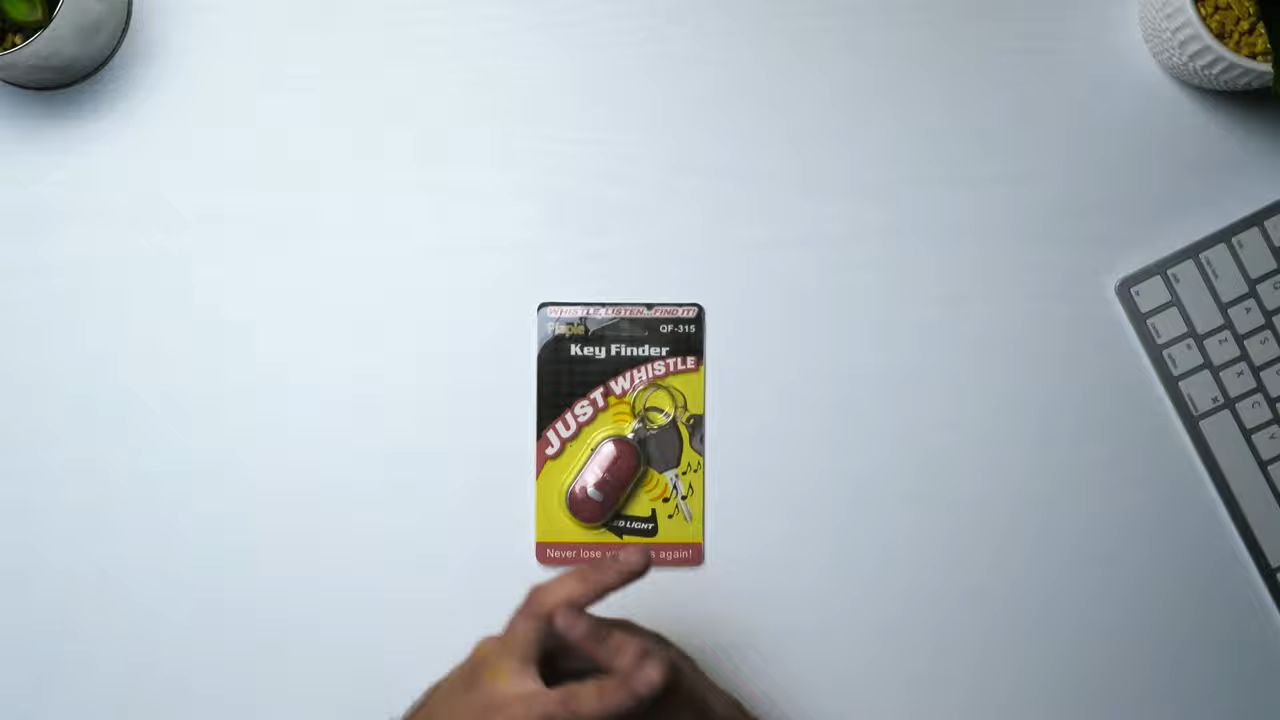 WHISTLE, LISTEN...FIND IT!
QF-315
Key Finder
JUST WHISTLE
LED LIGHT
Never lose again!
A
S
Z
X
C
V